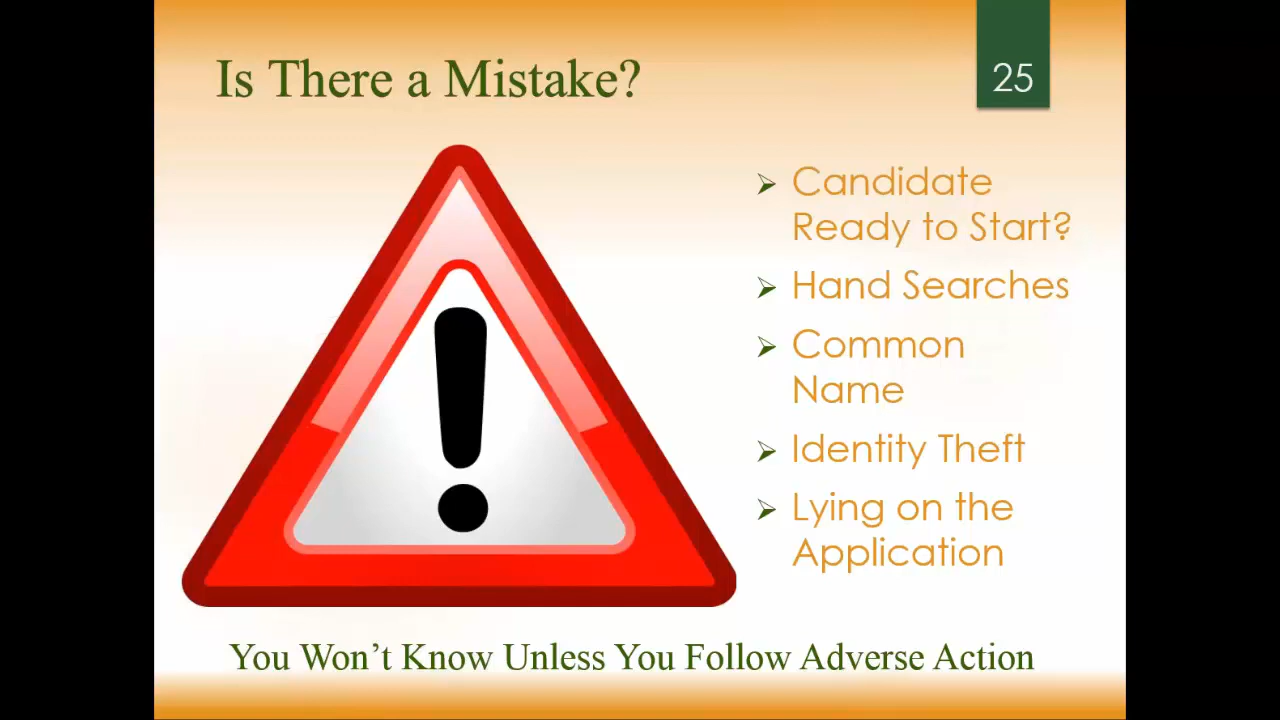 Is There a Mistake?
25
Candidate
Ready to Start?
Hand Searches
Common
Name
Identity Theft
Lying on the
Application
You Won’t Know Unless You Follow Adverse Action